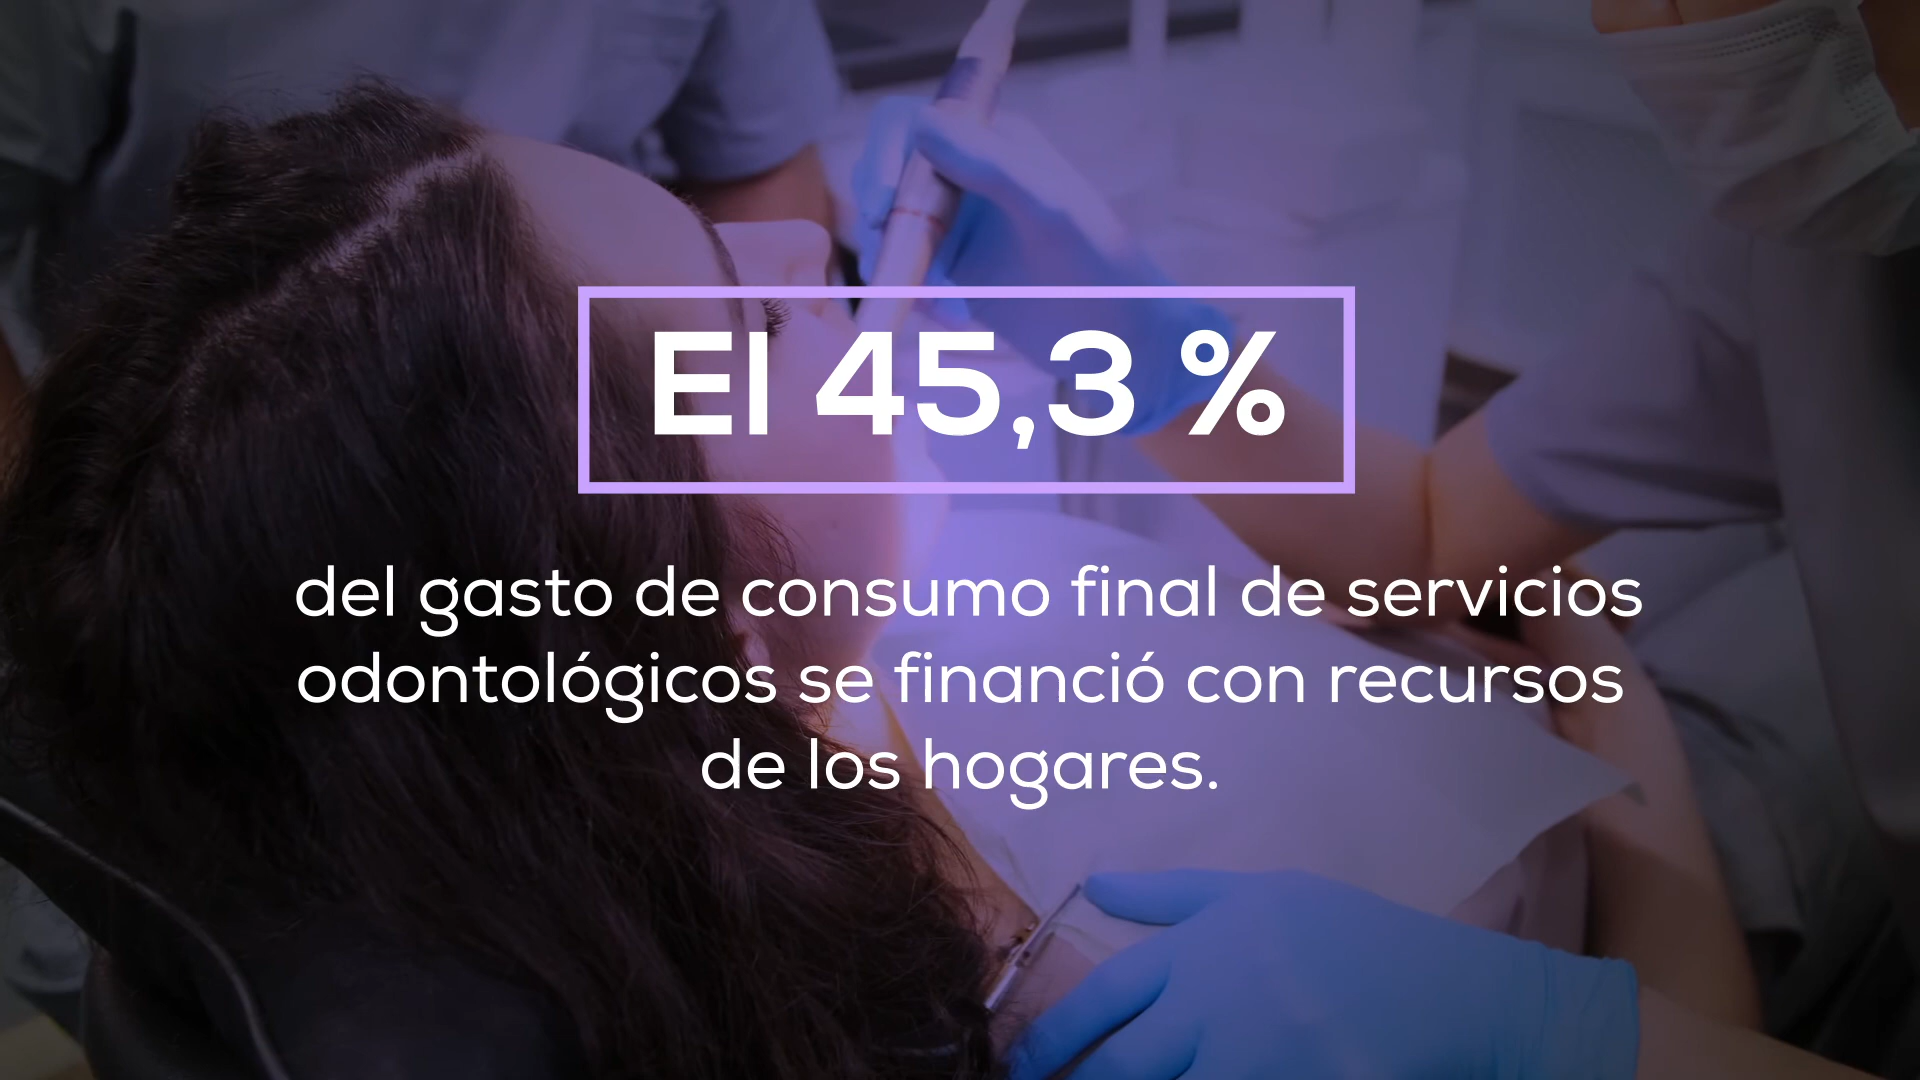 El 45,3 %
del gasto de consumo final de servicios
odontológicos se financió con recursos
de los hogares.